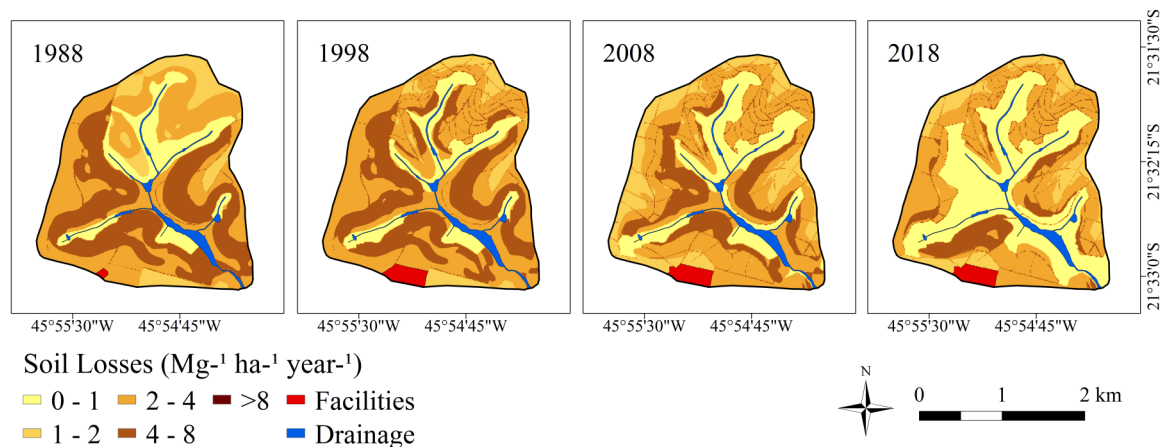 1988
1998
2008
2018
21°31'30"S
21°32'15"S
21°33'0"S
45°55'30"W 45°54'45"W
45°55'30"W 45°54'45"W
45°55'30"W 45°54'45"W
45°55'30"W 45°54'45"W
Soil Losses (Mg-¹ ha-¹ year-¹)
0 - 1 2 - 4 >8 Facilities
1 - 2 4 - 8 Drainage
N
0 1 2 km